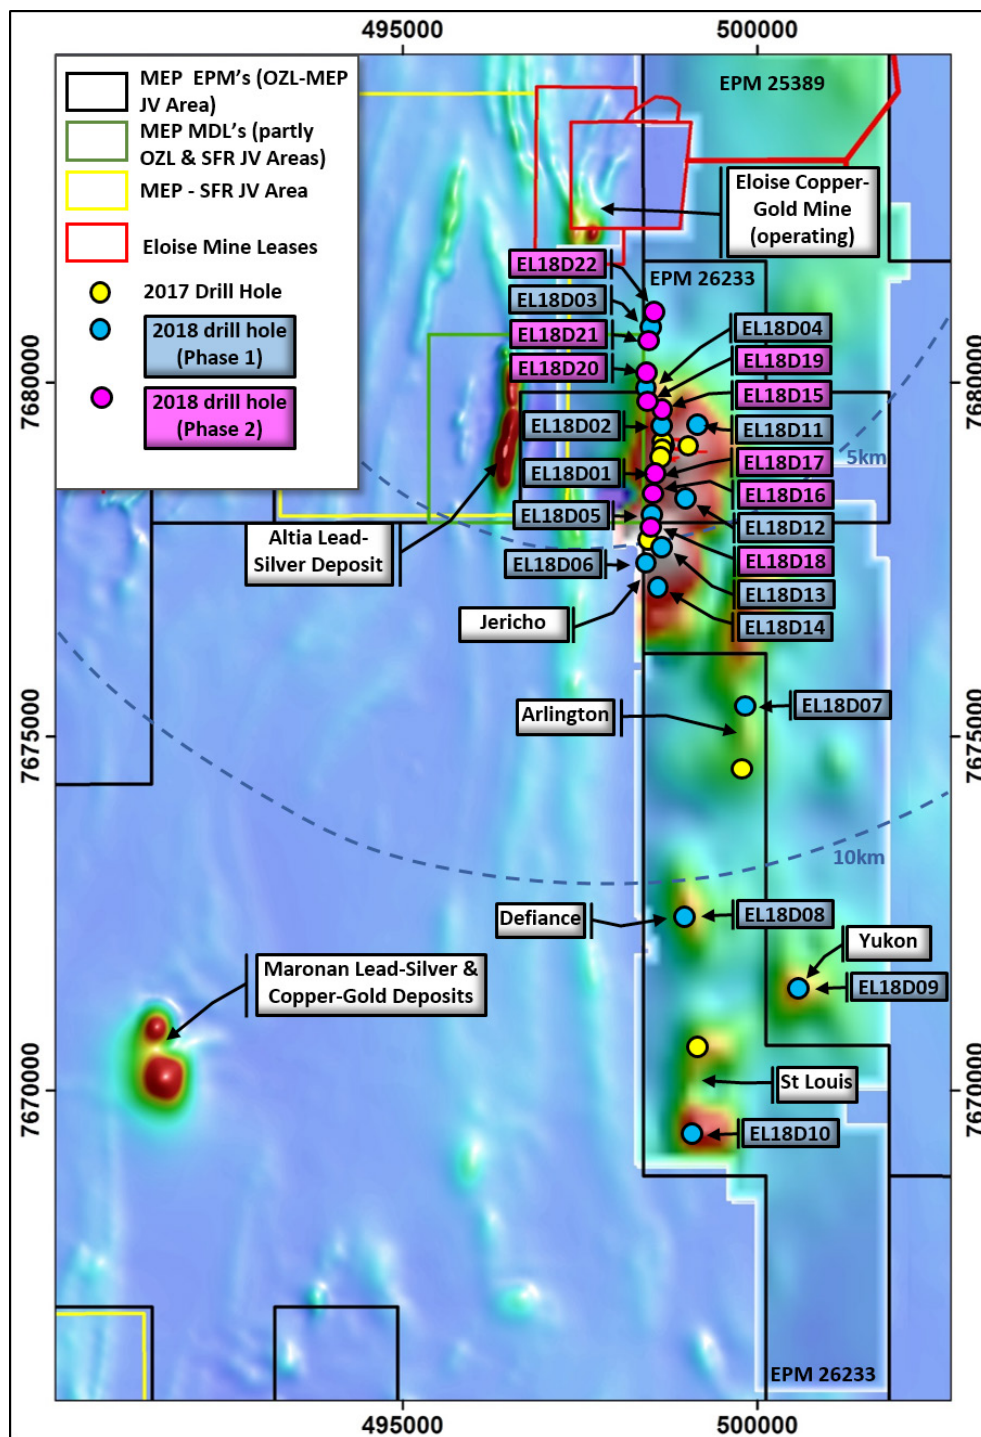 495000
500000
MEP EPM's (OZL-MEP
JV Area)
MEP MDL's (partly
OZL & SFR JV Areas)
MEP - SFR JV Area
Eloise Mine Leases
2017 Drill Hole
2018 drill hole
(Phase 1)
2018 drill hole
(Phase 2)
EPM 25389
Eloise Copper-
Gold Mine
(operating)
EPM 26233
EL18D22
EL18D03
EL18D21
EL18D20
EL18D02
EL18D01
EL18D05
EL18D06
EL18D04
EL18D19
EL18D15
EL18D11
EL18D17
EL18D16
EL18D12
EL18D18
EL18D13
EL18D14
5km
7680000
7680000
Altia Lead-
Silver Deposit
Jericho
Arlington
EL18D07
7675000
7675000
10km
Defiance
EL18D08
Yukon
EL18D09
Maronan Lead-Silver &
Copper-Gold Deposits
St Louis
EL18D10
7670000
7670000
EPM 26233
495000
500000